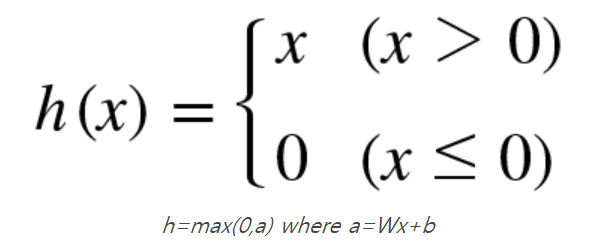 h(x) = { x (x > 0)
0 (x ≤ 0)
h=max(0,a) where a=Wx+b